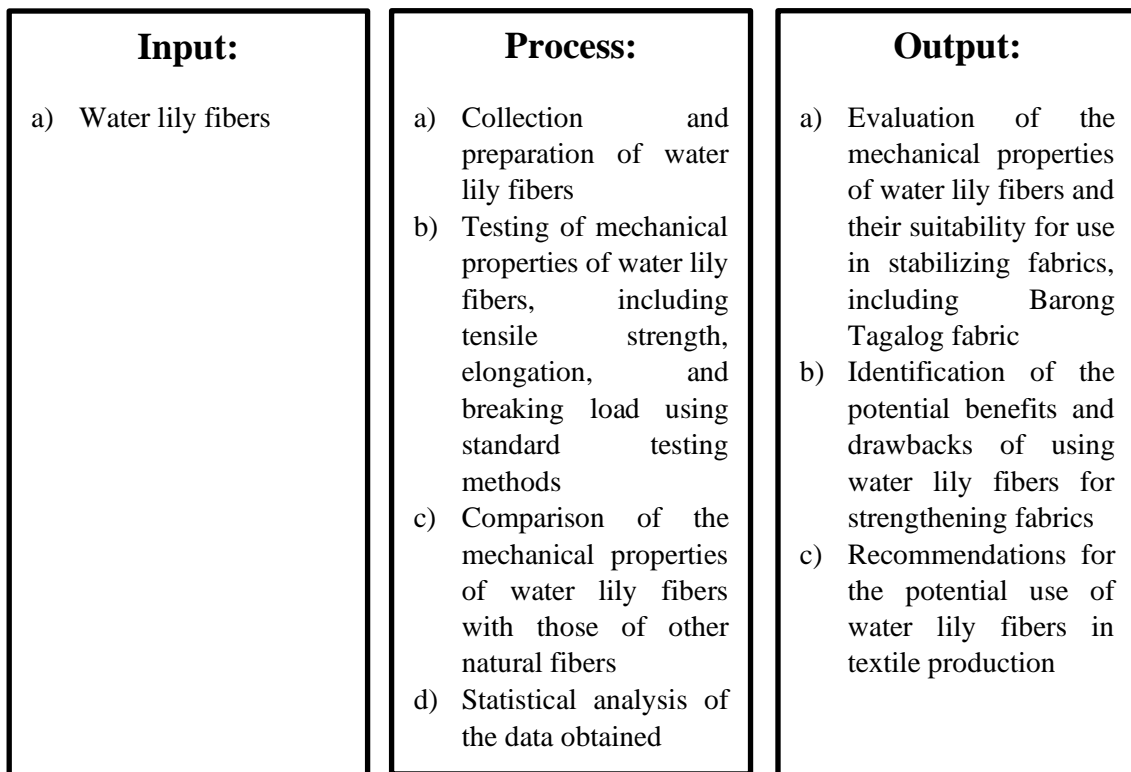 Input:
a) Water lily fibers
Process:
a) Collection and
preparation of water
lily fibers
b) Testing of mechanical
properties of water lily
fibers, including
tensile strength,
elongation, and
breaking load using
standard testing
methods
c) Comparison of the
mechanical properties
of water lily fibers
with those of other
natural fibers
d) Statistical analysis of
the data obtained
Output:
a) Evaluation of the
mechanical properties
of water lily fibers and
their suitability for use
in stabilizing fabrics,
including Barong
Tagalog fabric
b) Identification of the
potential benefits and
drawbacks of using
water lily fibers for
strengthening fabrics
c) Recommendations for
the potential use of
water lily fibers in
textile production